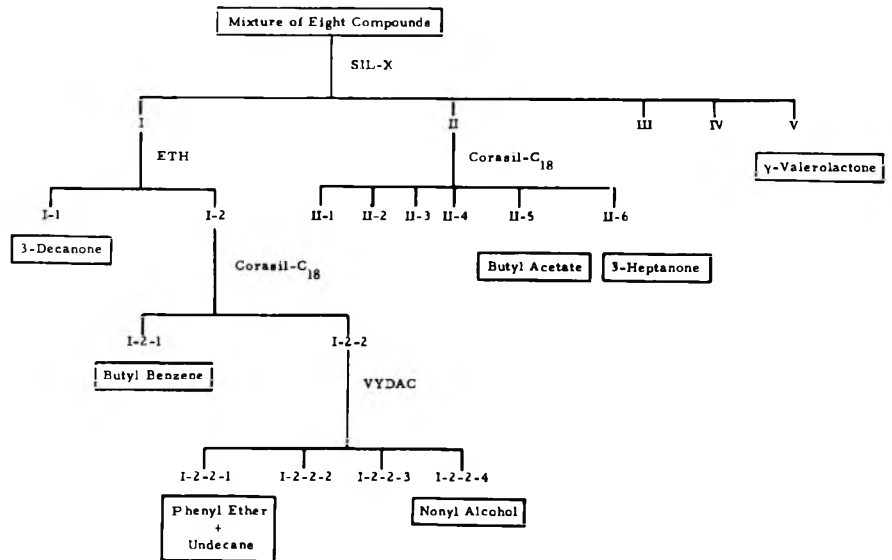 Mixture of Eight Compounds
SIL-X
I II III IV V
ETH
Corasil-C18
γ-Valerolactone
I-1 I-2 II-1 II-2 II-3 II-4 II-5 II-6
3-Decanone
Butyl Acetate
3-Heptanone
Corasil-C18
I-2-1 I-2-2
Butyl Benzene
VYDAC
I-2-2-1 I-2-2-2 I-2-2-3 I-2-2-4
Phenyl Ether
+
Undecane
Nonyl Alcohol